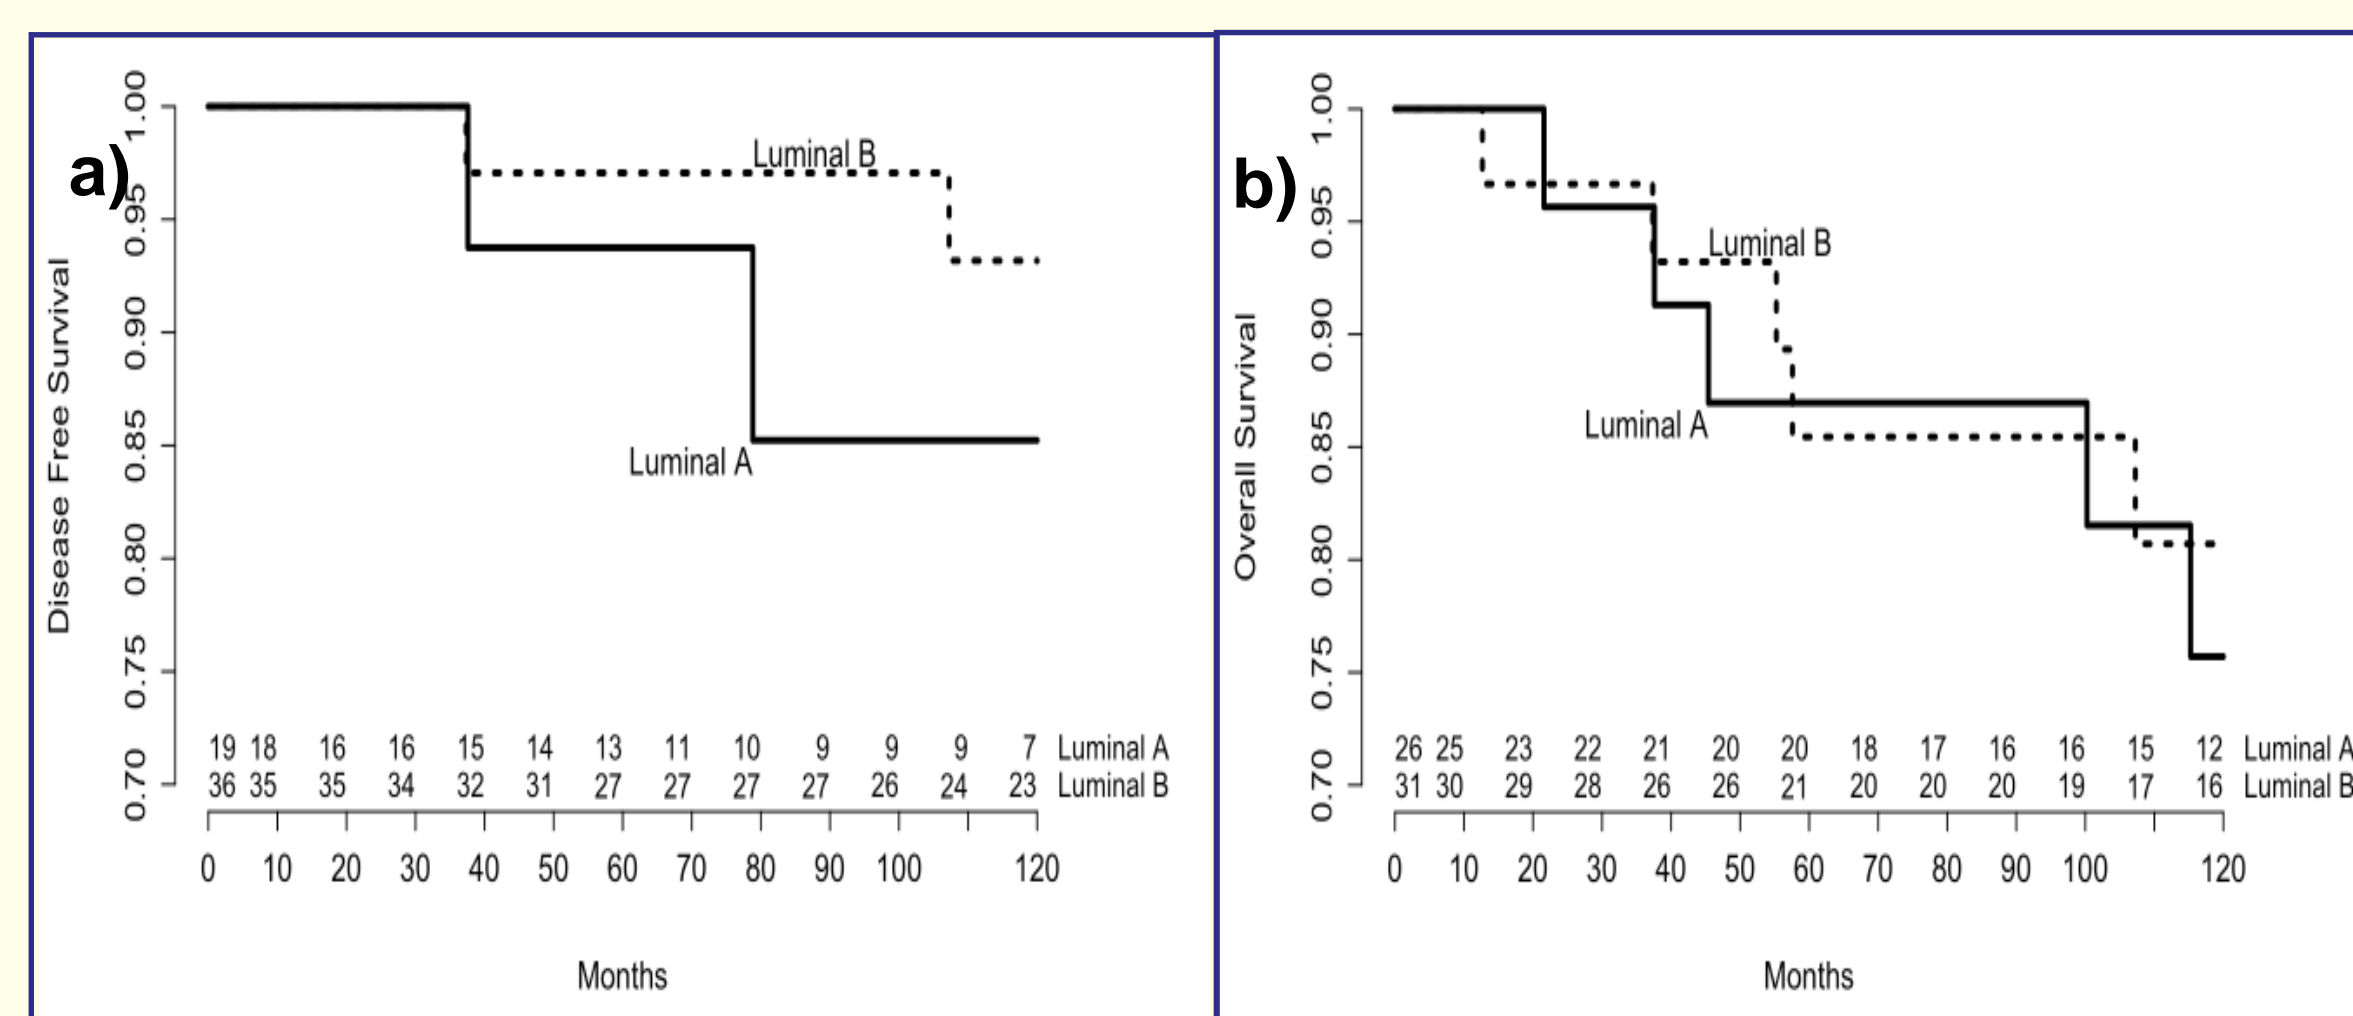 a)
Disease Free Survival
1.00
0.95
0.90
0.85
0.80
0.75
0.70
Luminal B
Luminal A
19 18 16 16 15 14 13 11 10 9 9 9 7 Luminal A
36 35 35 34 32 31 27 27 27 27 26 24 23 Luminal B
0 10 20 30 40 50 60 70 80 90 100 120
Months
b)
Overall Survival
1.00
0.95
0.90
0.85
0.80
0.75
0.70
Luminal B
Luminal A
26 25 23 22 21 20 20 18 17 16 16 15 12 Luminal A
31 30 29 28 26 26 21 20 20 20 19 17 16 Luminal B
0 10 20 30 40 50 60 70 80 90 100 120
Months